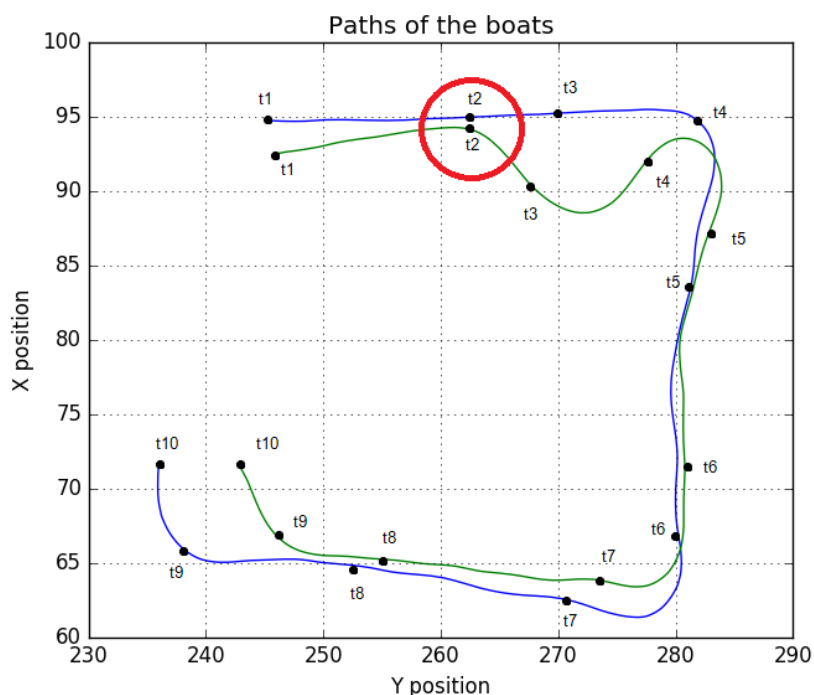 Paths of the boats
100
95
90
85
80
75
70
65
60
X position
t1
t2
t3
t4
t1
t2
t3
t4
t5
t5
t6
t6
t10
t10
t9
t8
t7
t9
t8
t7
230
240
250
260
270
280
290
Y position